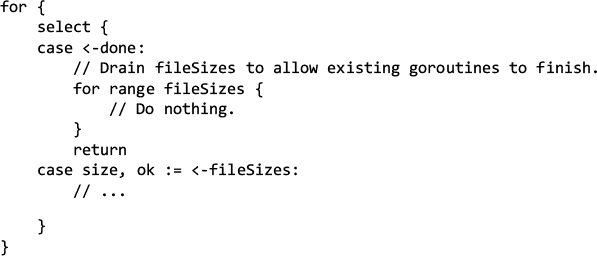 for {
    select {
    case <-done:
        // Drain fileSizes to allow existing goroutines to finish.
        for range fileSizes {
            // Do nothing.
        }
        return
    case size, ok := <-fileSizes:
        // ...
    }
}